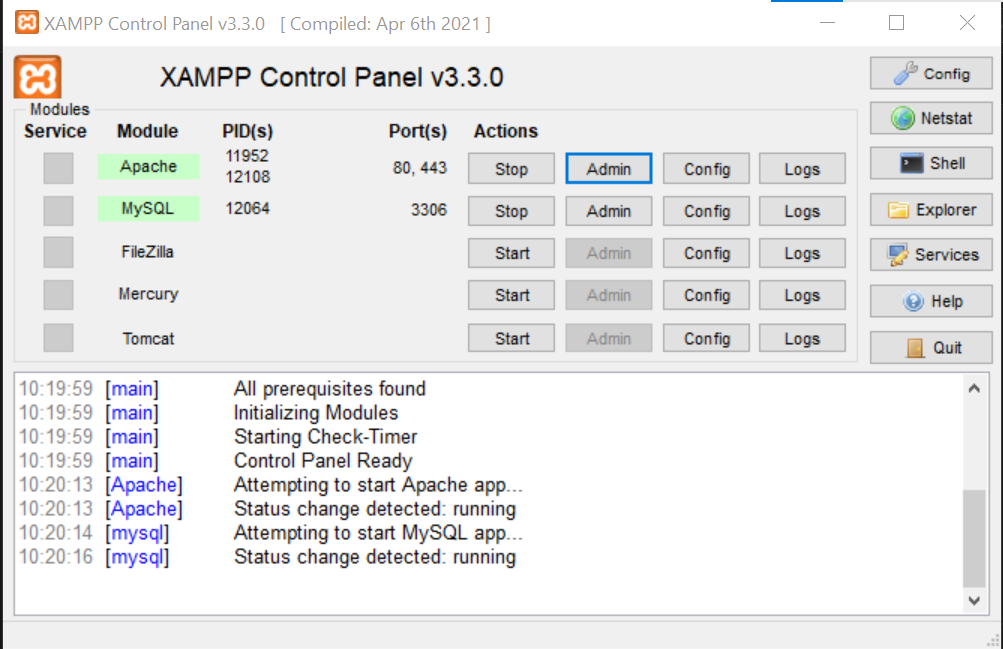 XAMPP Control Panel v3.3.0 [ Compiled: Apr 6th 2021 ]
XAMPP Control Panel v3.3.0
Config
Netstat
Shell
Explorer
Services
Help
Quit
Modules
Service Module PID(s) Port(s) Actions
Apache 11952 12108 80, 443 Stop Admin Config Logs
MySQL 12064 3306 Stop Admin Config Logs
FileZilla Start Admin Config Logs
Mercury Start Admin Config Logs
Tomcat Start Admin Config Logs
10:19:59 [main] All prerequisites found
10:19:59 [main] Initializing Modules
10:19:59 [main] Starting Check-Timer
10:19:59 [main] Control Panel Ready
10:20:13 [Apache] Attempting to start Apache app...
10:20:13 [Apache] Status change detected: running
10:20:14 [mysql] Attempting to start MySQL app...
10:20:16 [mysql] Status change detected: running